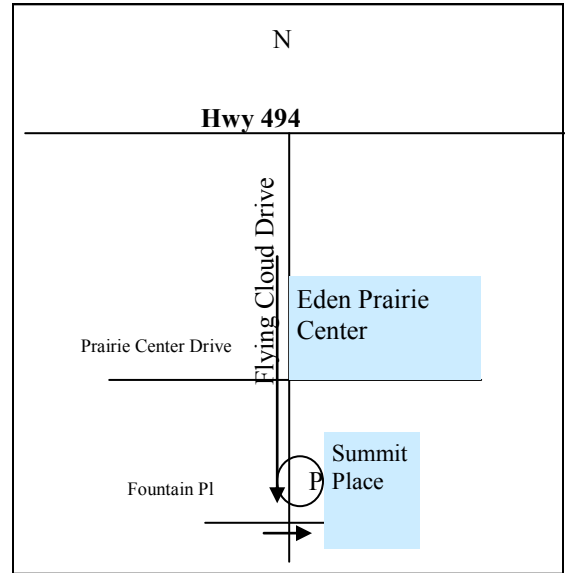 N
Hwy 494
Flying Cloud Drive
Eden Prairie
Center
Prairie Center Drive
Summit
P Place
Fountain Pl